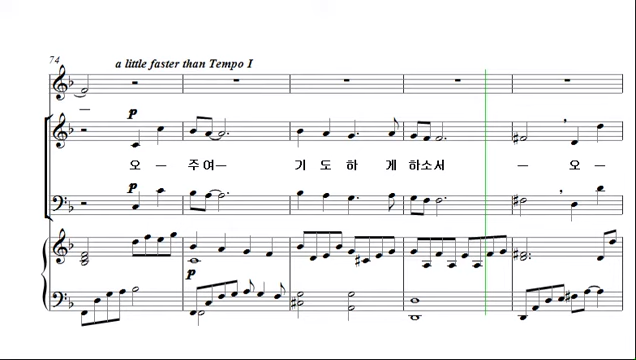 74
a little faster than Tempo I
p
오 – 주여– 기 도 하 게 하소서 – 오
p
p